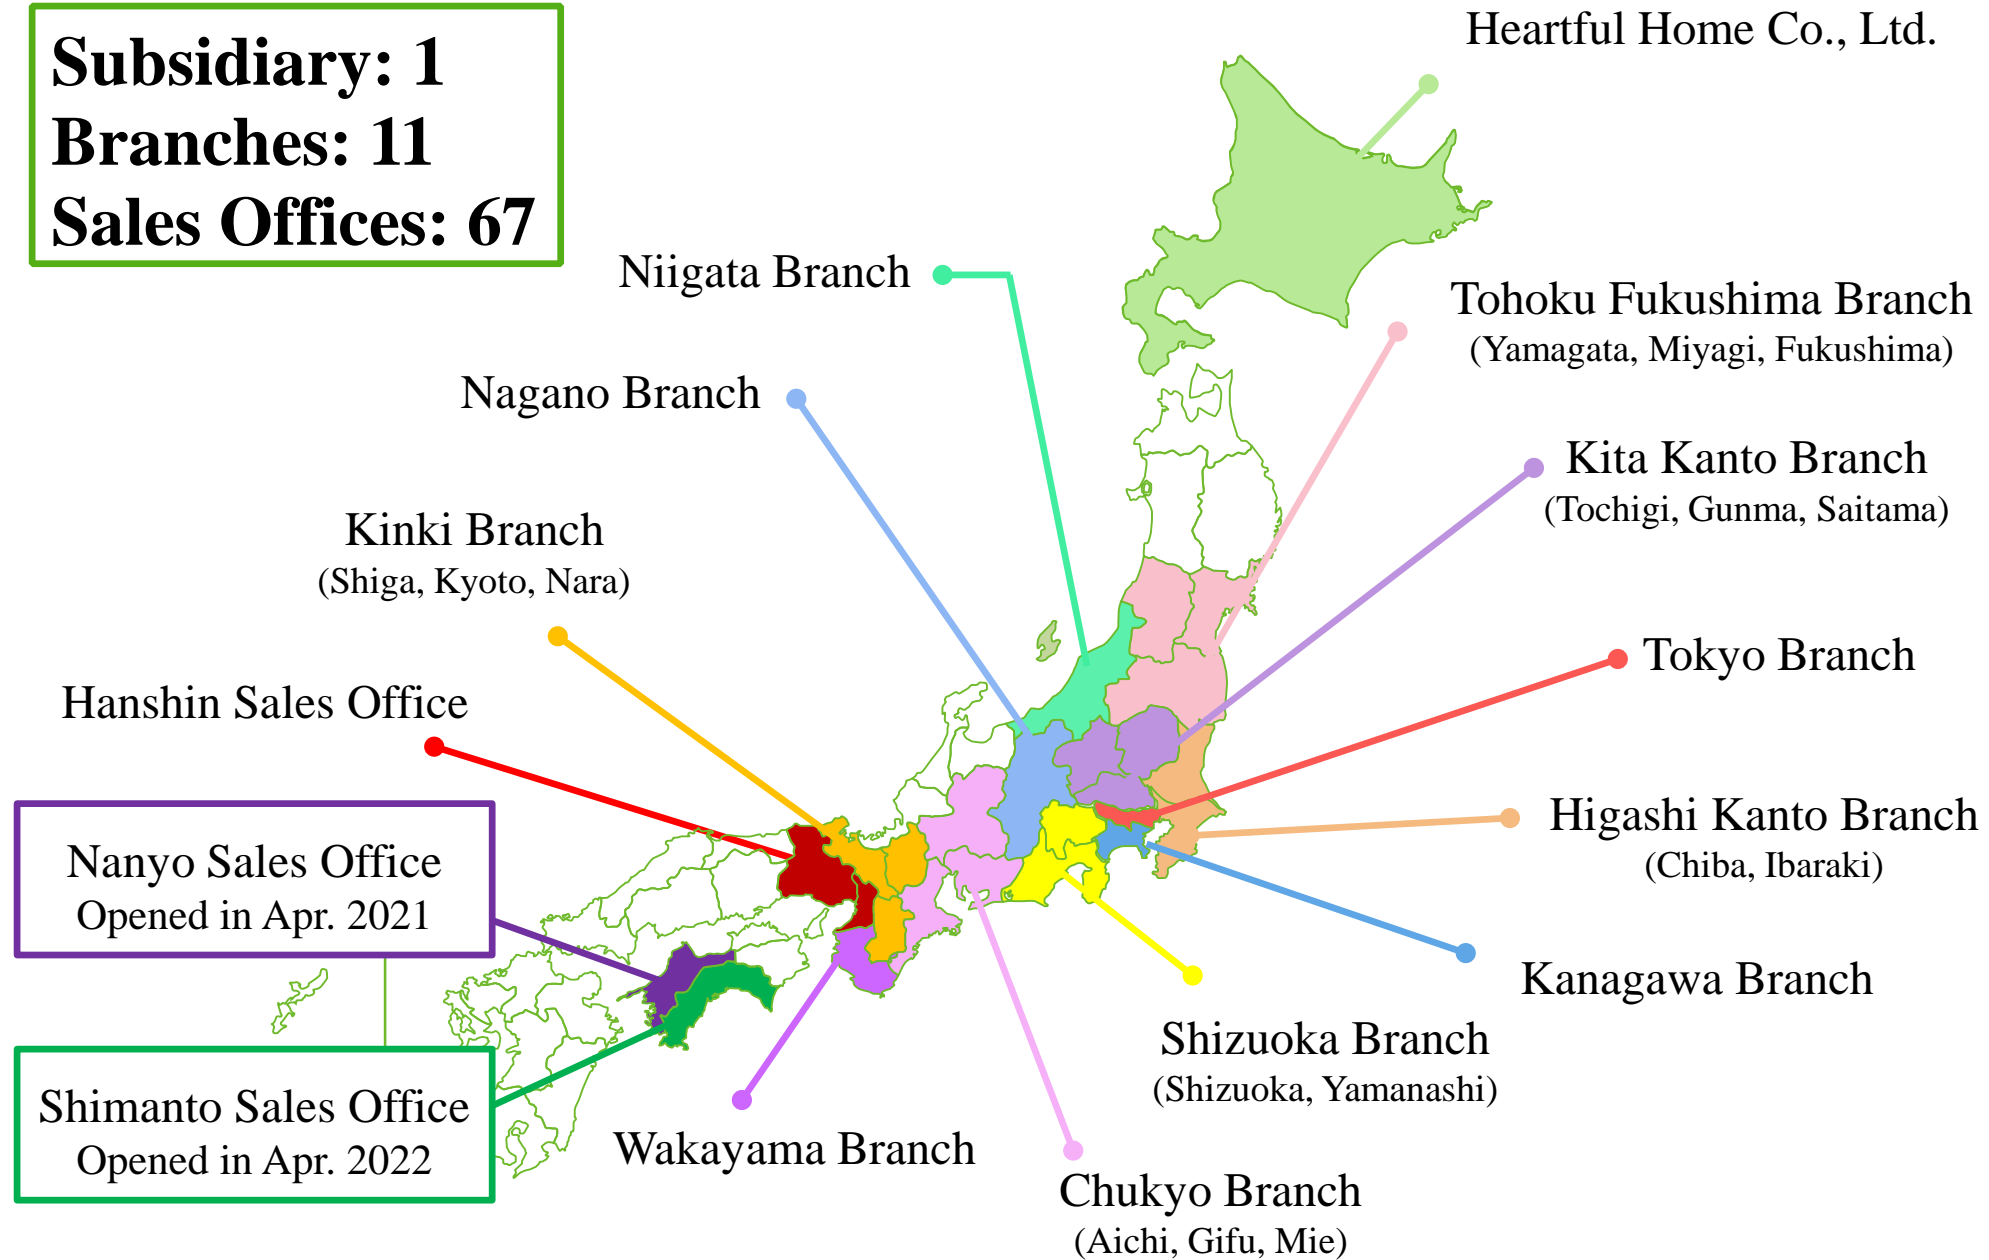 Subsidiary: 1
Branches: 11
Sales Offices: 67
Heartful Home Co., Ltd.
Niigata Branch
Tohoku Fukushima Branch
(Yamagata, Miyagi, Fukushima)
Nagano Branch
Kita Kanto Branch
(Tochigi, Gunma, Saitama)
Kinki Branch
(Shiga, Kyoto, Nara)
Tokyo Branch
Hanshin Sales Office
Higashi Kanto Branch
(Chiba, Ibaraki)
Nanyo Sales Office
Opened in Apr. 2021
Kanagawa Branch
Shizuoka Branch
(Shizuoka, Yamanashi)
Shimanto Sales Office
Opened in Apr. 2022
Wakayama Branch
Chukyo Branch
(Aichi, Gifu, Mie)